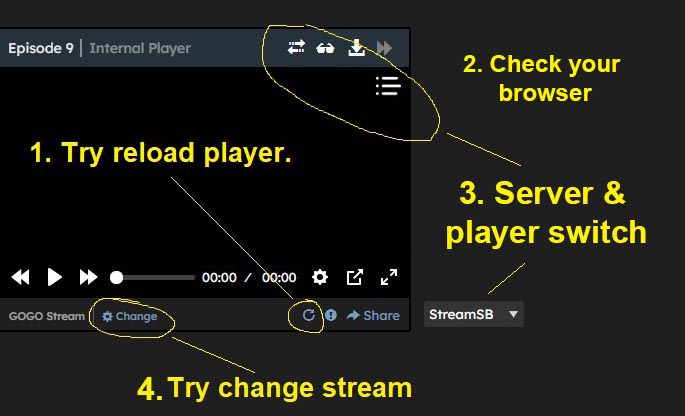 Episode 9 | Internal Player
2. Check your
browser
1. Try reload player.
3. Server &
player switch
00:00 / 00:00
GOGO Stream
Change
Share
StreamSB
4. Try change stream